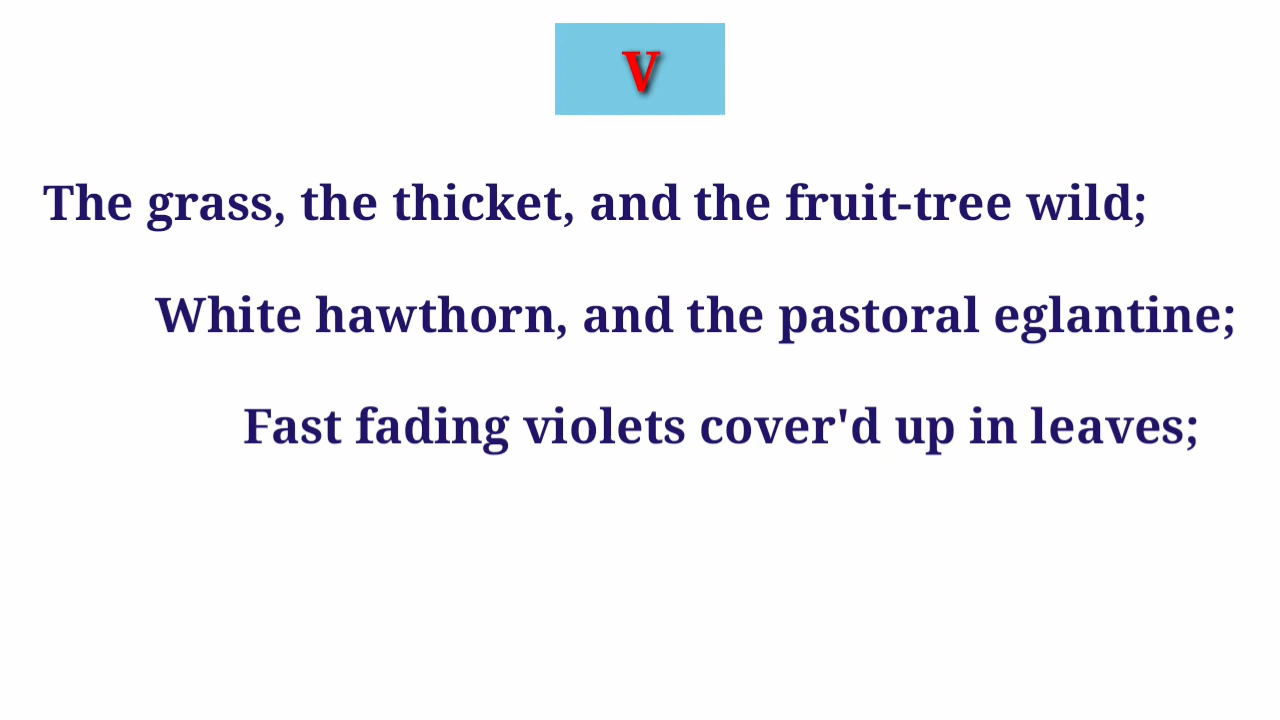 V
The grass, the thicket, and the fruit-tree wild;
White hawthorn, and the pastoral eglantine;
Fast fading violets cover'd up in leaves;